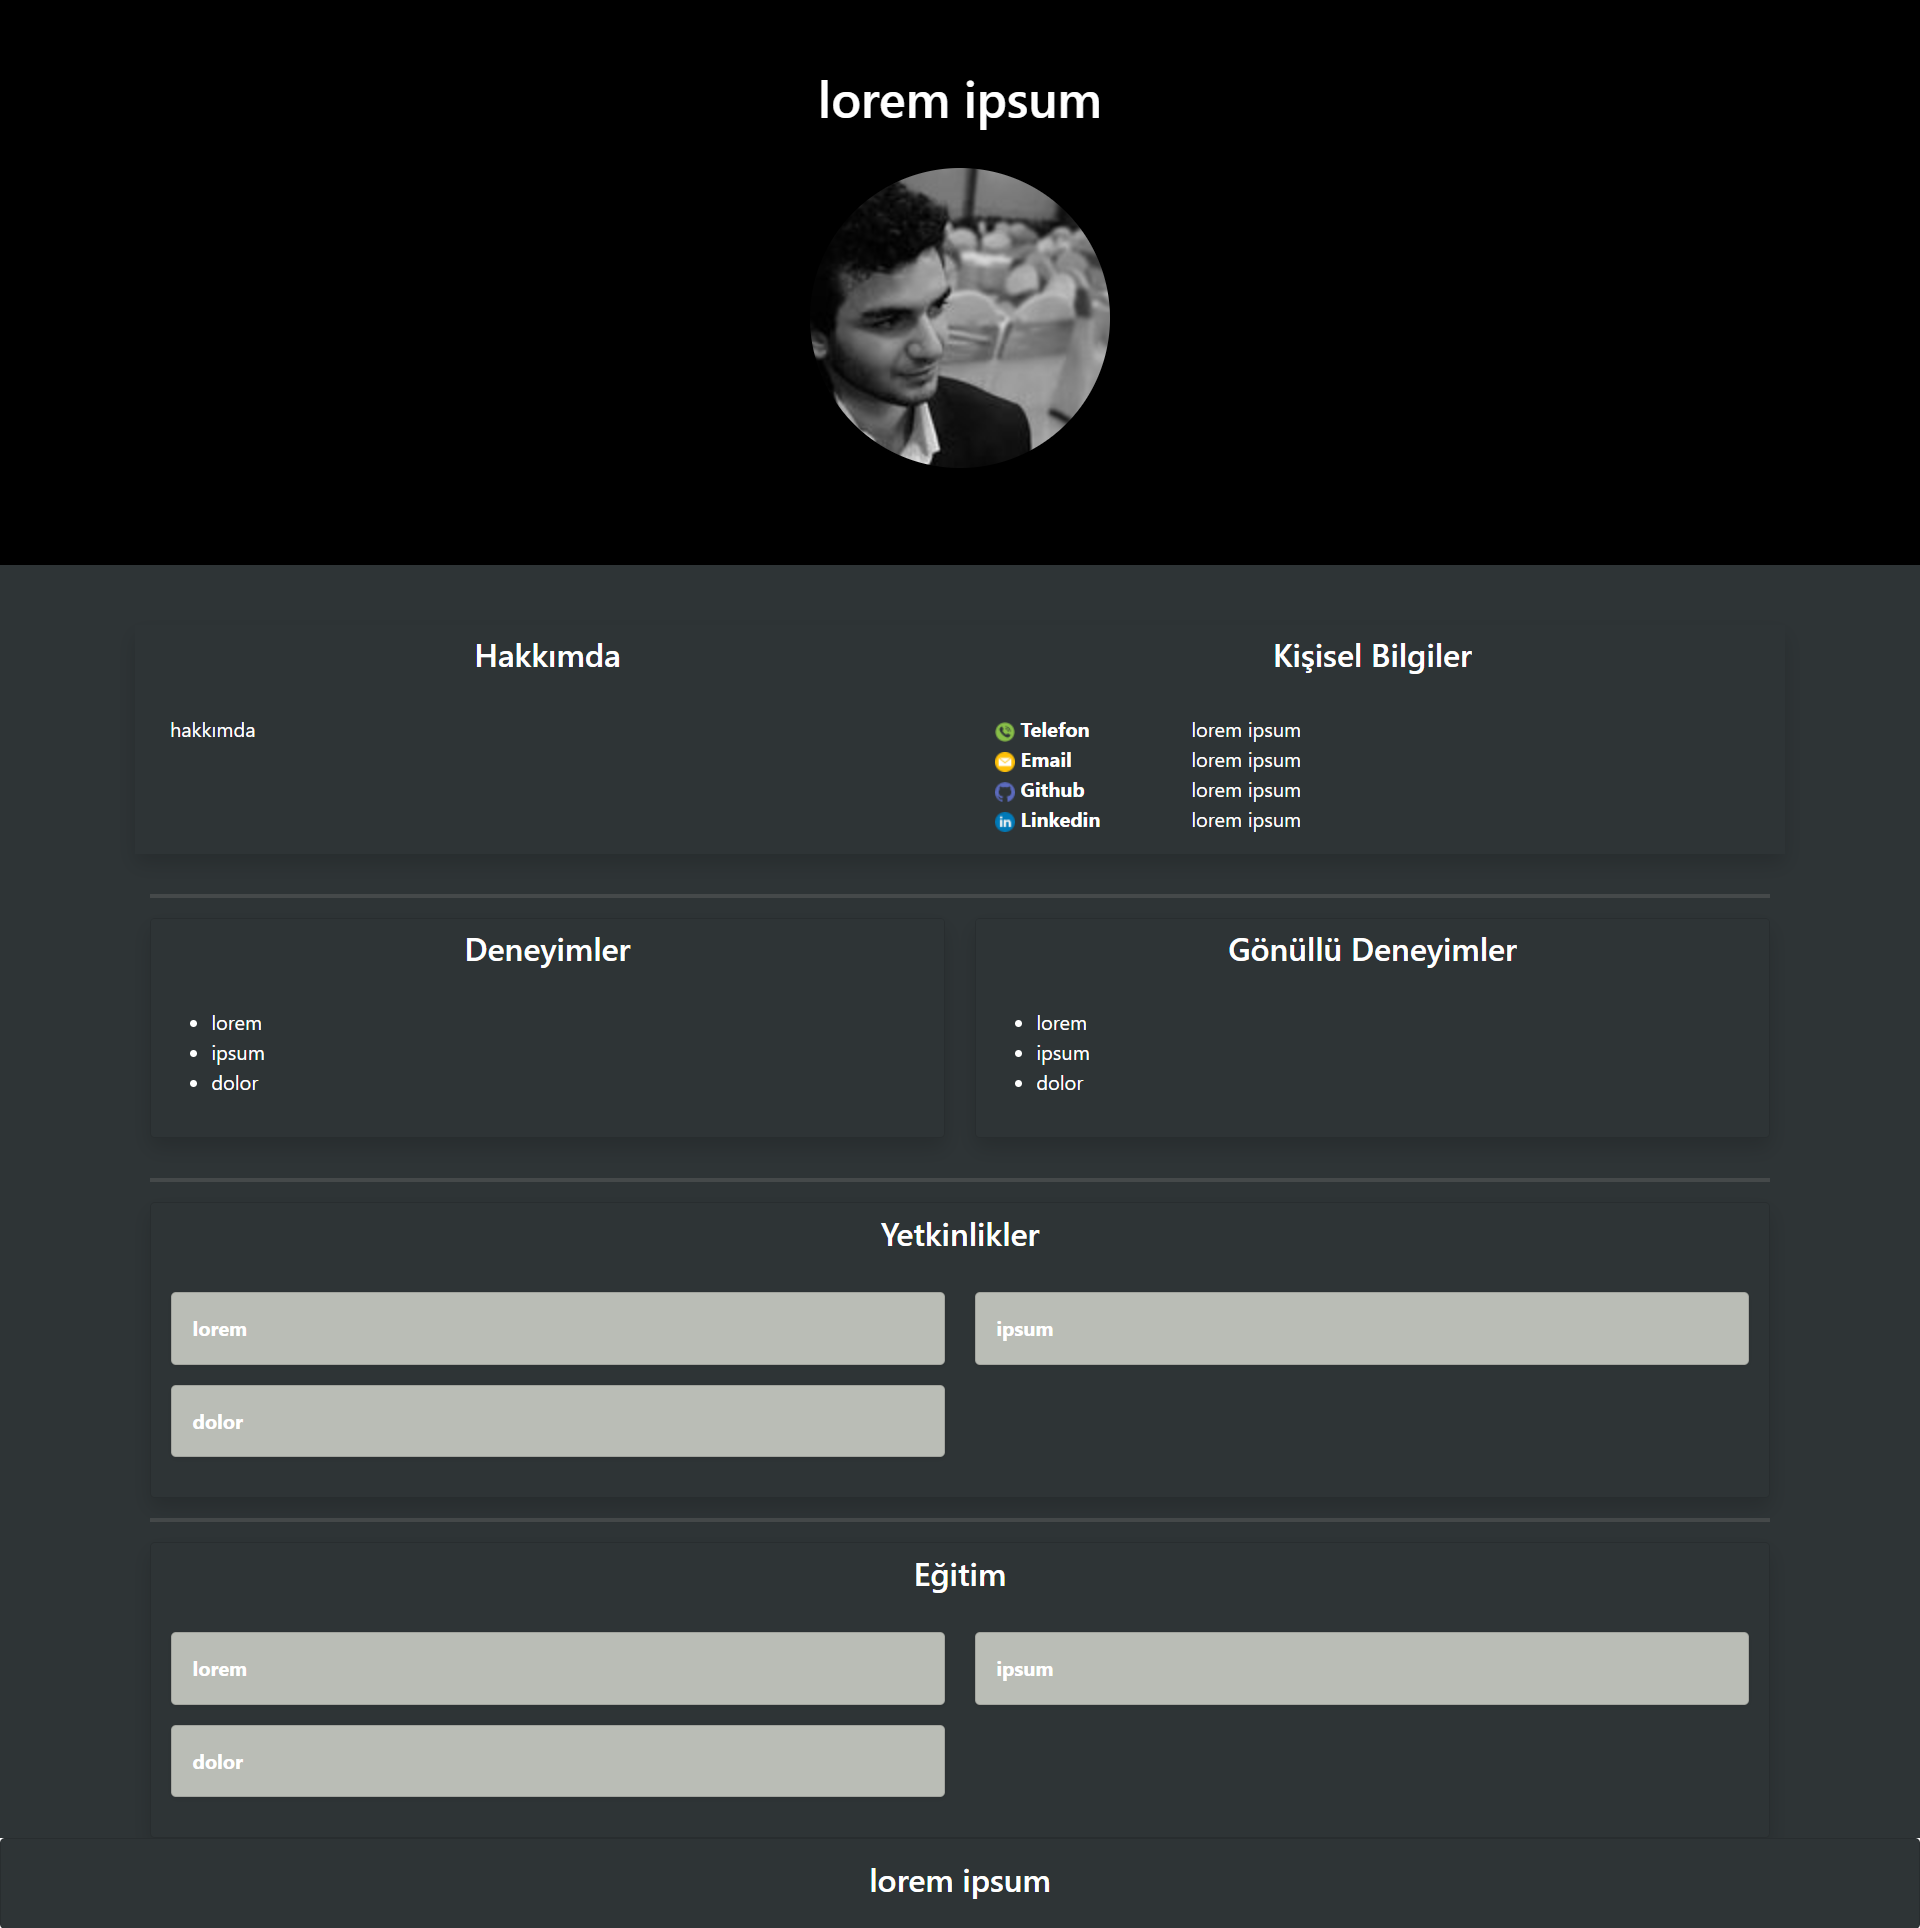 lorem ipsum
Hakkımda
hakkımda
Kişisel Bilgiler
Telefon lorem ipsum
Email lorem ipsum
Github lorem ipsum
Linkedin lorem ipsum
Deneyimler
lorem
ipsum
dolor
Gönüllü Deneyimler
lorem
ipsum
dolor
Yetkinlikler
lorem
ipsum
dolor
Eğitim
lorem
ipsum
dolor
lorem ipsum